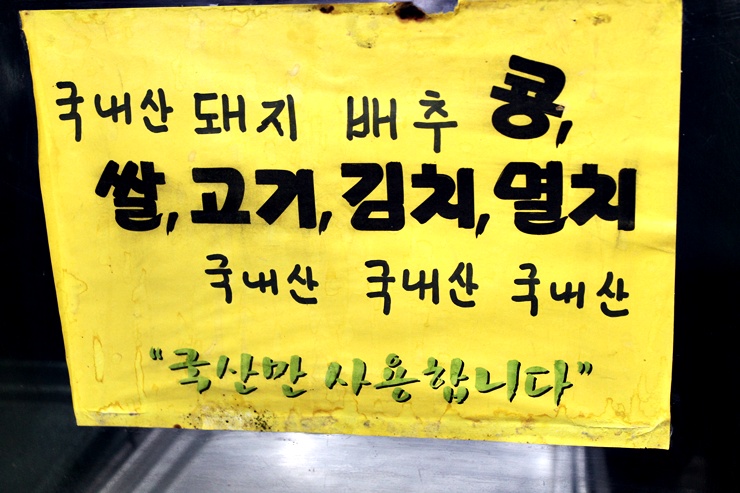 국내산 돼지 배추 콩,
쌀, 고기, 김치, 멸치
국내산 국내산 국내산
"국산만 사용합니다"